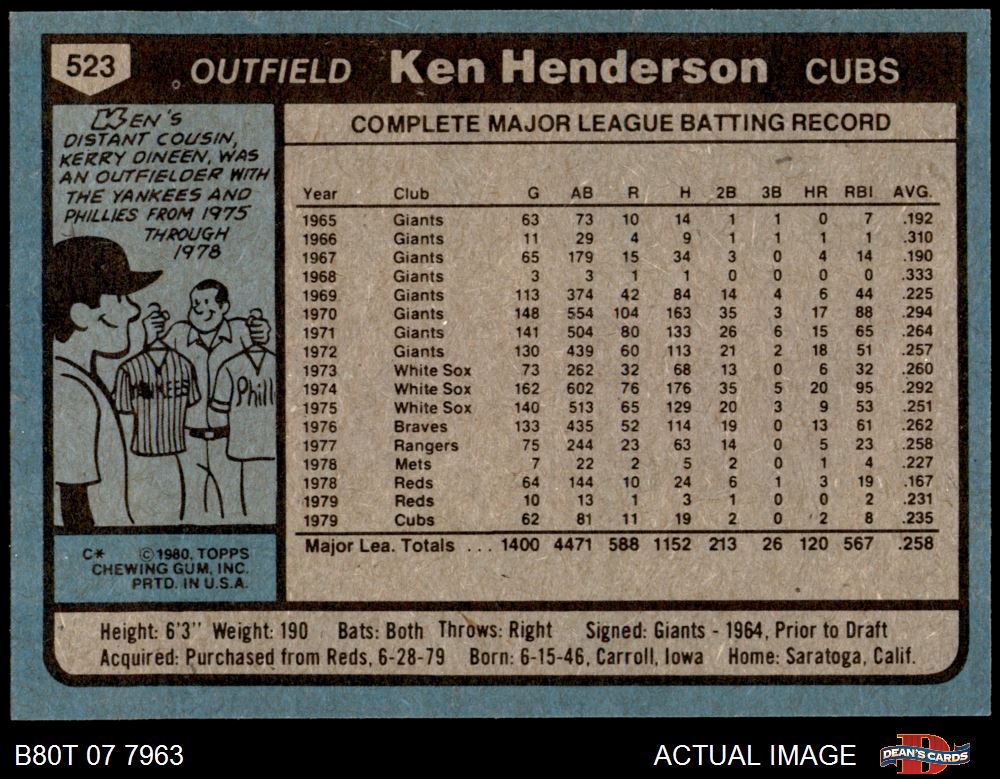 523 OUTFIELD Ken Henderson CUBS
KEN'S
DISTANT COUSIN,
KERRY DINEEN, WAS
AN OUTFIELDER WITH
THE YANKEES AND
PHILLIES FROM 1975
THROUGH
1978
YANKEES
Phill
C* ©1980, TOPPS
CHEWING GUM, INC.
PRTD. IN U.S.A.
COMPLETE MAJOR LEAGUE BATTING RECORD
Year Club G AB R H 2B 3B HR RBI AVG.
1965 Giants 63 73 10 14 1 1 0 7 .192
1966 Giants 11 29 4 9 1 1 1 1 .310
1967 Giants 65 179 15 34 3 0 4 14 .190
1968 Giants 3 3 1 1 0 0 0 0 .333
1969 Giants 113 374 42 84 14 4 6 44 .225
1970 Giants 148 554 104 163 35 3 17 88 .294
1971 Giants 141 504 80 133 26 6 15 65 .264
1972 Giants 130 439 60 113 21 2 18 51 .257
1973 White Sox 73 262 32 68 13 0 6 32 .260
1974 White Sox 162 602 76 176 35 5 20 95 .292
1975 White Sox 140 513 65 129 20 3 9 53 .251
1976 Braves 133 435 52 114 19 0 13 61 .262
1977 Rangers 75 244 23 63 14 0 5 23 .258
1978 Mets 7 22 2 5 2 0 1 4 .227
1978 Reds 64 144 10 24 6 1 3 19 .167
1979 Reds 10 13 1 3 1 0 0 2 .231
1979 Cubs 62 81 11 19 2 0 2 8 .235
Major Lea. Totals ... 1400 4471 588 1152 213 26 120 567 .258
Height: 6'3" Weight: 190 Bats: Both Throws: Right Signed: Giants - 1964, Prior to Draft
Acquired: Purchased from Reds, 6-28-79 Born: 6-15-46, Carroll, Iowa Home: Saratoga, Calif.
B80T 07 7963 ACTUAL IMAGE DEAN'S CARDS